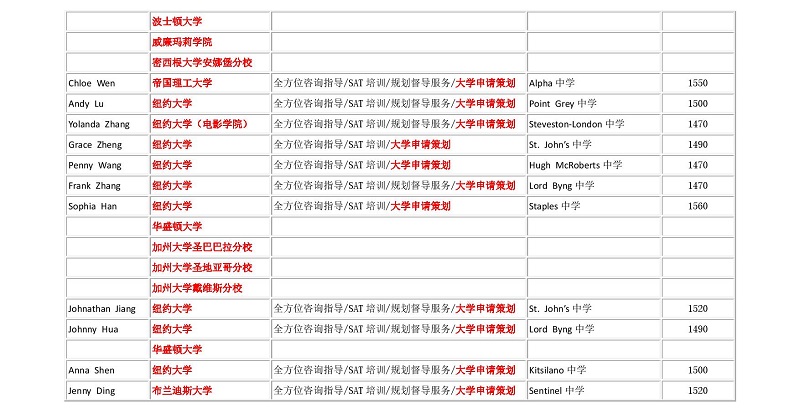 波士顿大学
威廉玛莉学院
密西根大学安娜堡分校
Chloe Wen 帝国理工大学 全方位咨询指导/SAT 培训/规划督导服务/大学申请策划 Alpha 中学 1550
Andy Lu 纽约大学 全方位咨询指导/SAT 培训/规划督导服务/大学申请策划 Point Grey 中学 1500
Yolanda Zhang 纽约大学（电影学院） 全方位咨询指导/SAT 培训/规划督导服务/大学申请策划 Steveston-London 中学 1470
Grace Zheng 纽约大学 全方位咨询指导/SAT 培训/大学申请策划 St. John's 中学 1490
Penny Wang 纽约大学 全方位咨询指导/SAT 培训/大学申请策划 Hugh McRoberts 中学 1470
Frank Zhang 纽约大学 全方位咨询指导/SAT 培训/规划督导服务/大学申请策划 Lord Byng 中学 1470
Sophia Han 纽约大学 全方位咨询指导/SAT 培训/大学申请策划 Staples 中学 1560
华盛顿大学
加州大学圣巴巴拉分校
加州大学圣地亚哥分校
加州大学戴维斯分校
Johnathan Jiang 纽约大学 全方位咨询指导/SAT 培训/规划督导服务/大学申请策划 St. John's 中学 1520
Johnny Hua 纽约大学 全方位咨询指导/SAT 培训/规划督导服务/大学申请策划 Lord Byng 中学 1490
华盛顿大学
Anna Shen 纽约大学 全方位咨询指导/SAT 培训/规划督导服务/大学申请策划 Kitsilano 中学 1500
Jenny Ding 布兰迪斯大学 全方位咨询指导/SAT 培训/规划督导服务/大学申请策划 Sentinel 中学 1520